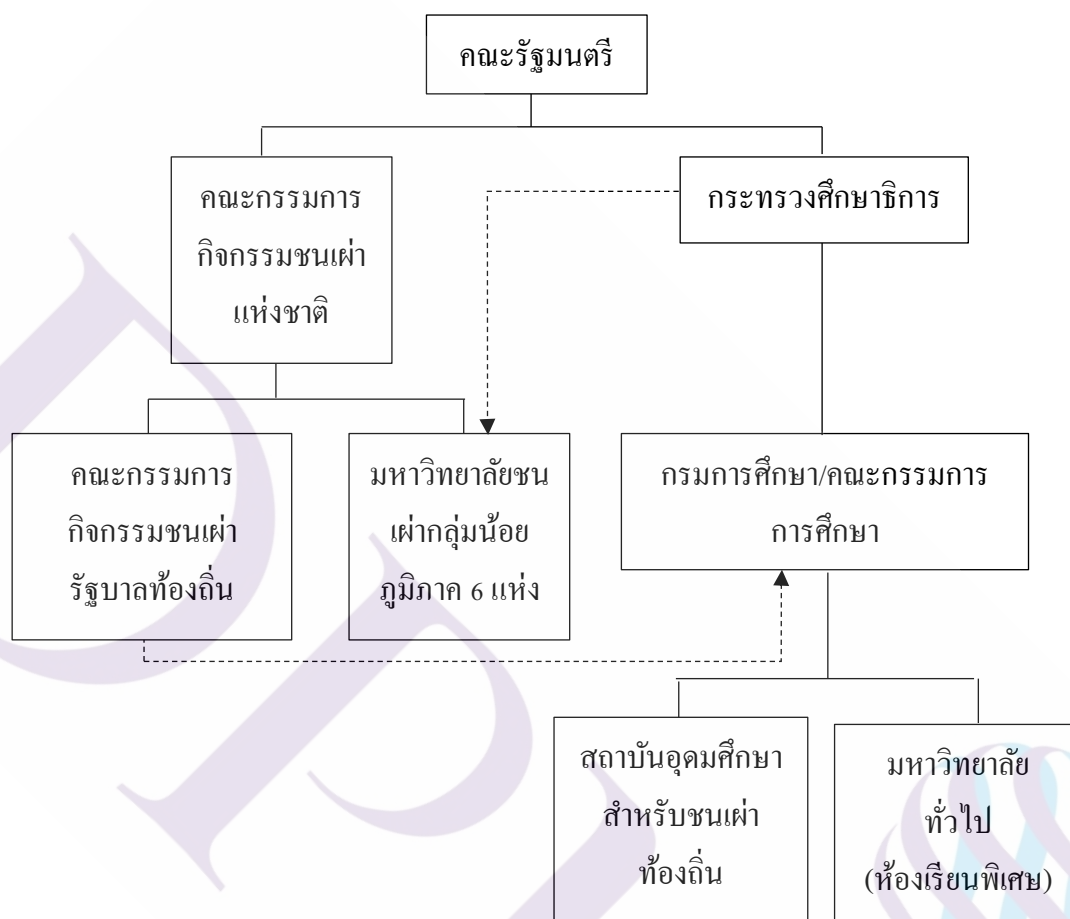 คณะรัฐมนตรี
คณะกรรมการ
กิจกรรมชนเผ่า
แห่งชาติ
กระทรวงศึกษาธิการ
คณะกรรมการ
กิจกรรมชนเผ่า
รัฐบาลท้องถิ่น
มหาวิทยาลัยชน
เผ่ากลุ่มน้อย
ภูมิภาค 6 แห่ง
กรมการศึกษา/คณะกรรมการ
การศึกษา
สถาบันอุดมศึกษา
สำหรับชนเผ่า
ท้องถิ่น
มหาวิทยาลัย
ทั่วไป
(ห้องเรียนพิเศษ)